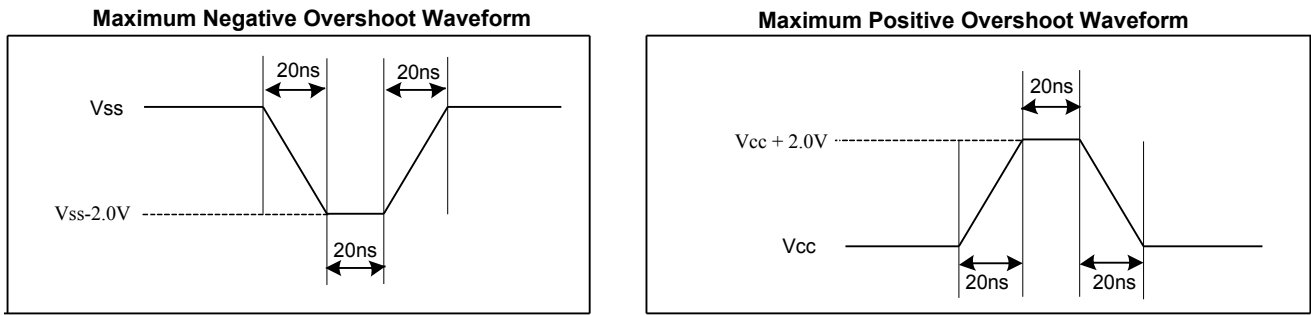 Maximum Negative Overshoot Waveform
20ns
20ns
Vss
Vss-2.0V
20ns
Maximum Positive Overshoot Waveform
20ns
Vcc + 2.0V
Vcc
20ns
20ns